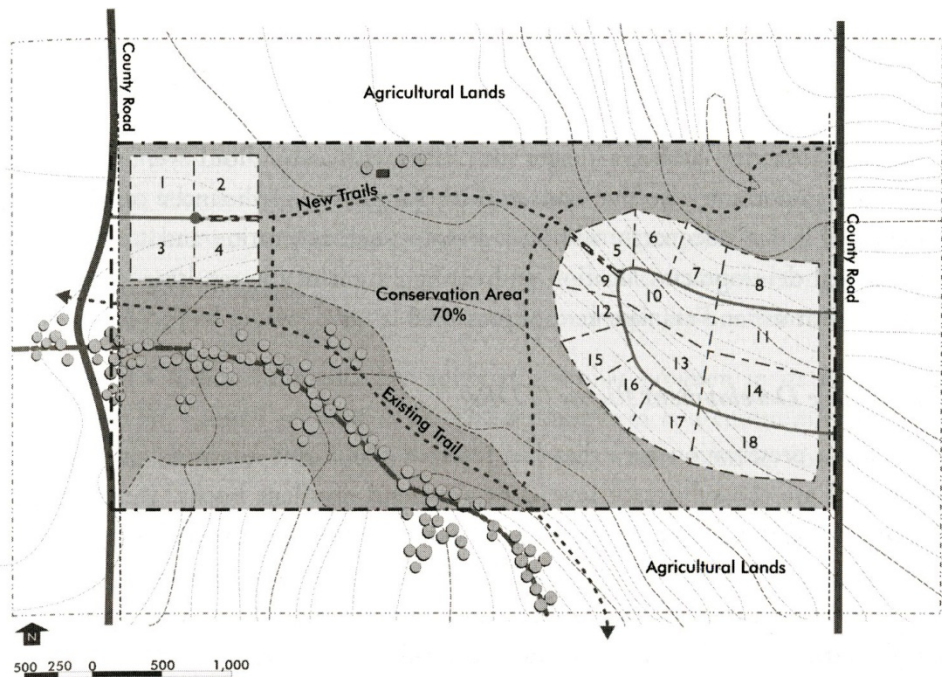 County Road
Agricultural Lands
1
2
New Trails
3
4
5
6
7
8
County Road
9
10
Conservation Area
70%
12
11
15
13
14
16
Existing Trail
17
18
Agricultural Lands
N
500 250 0 500 1,000